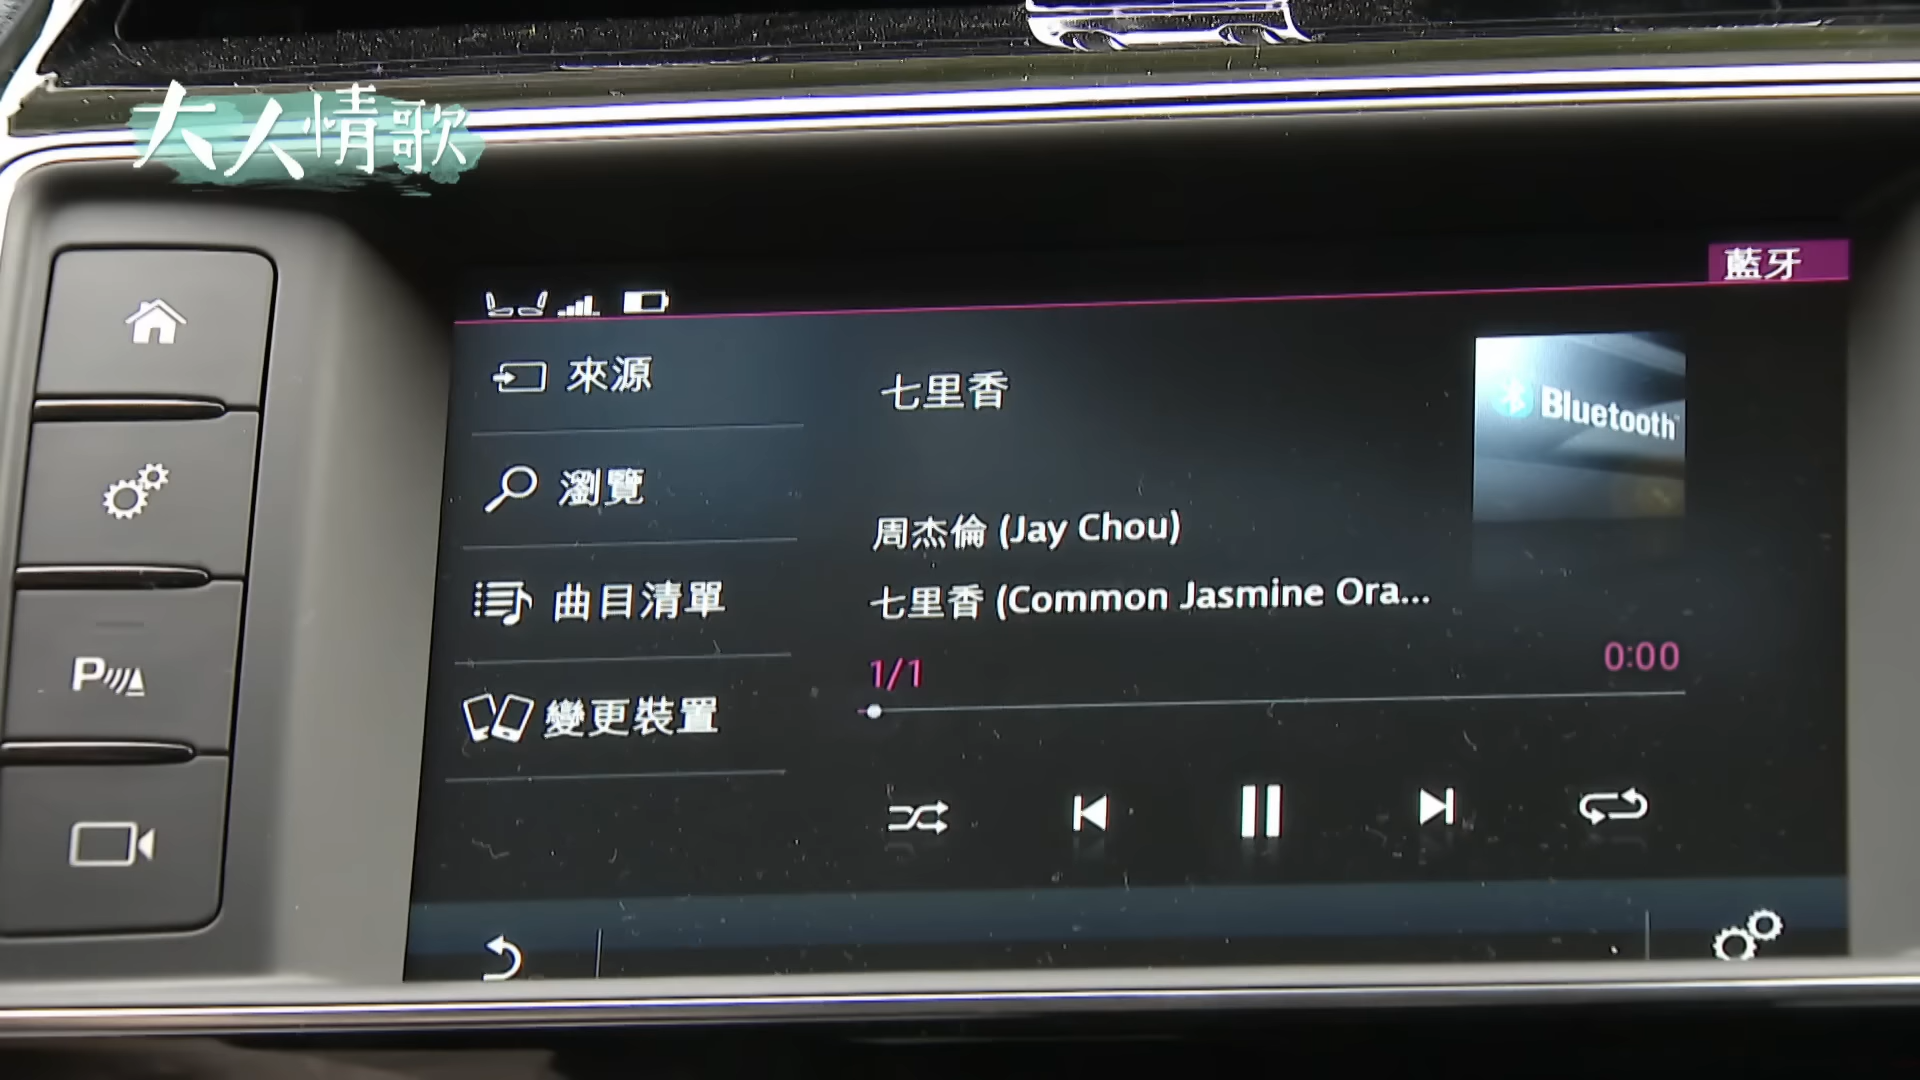 大人情歌
藍牙
來源
七里香
Bluetooth
瀏覽
周杰倫 (Jay Chou)
曲目清單
七里香 (Common Jasmine Ora...
1/1
0:00
變更裝置
P